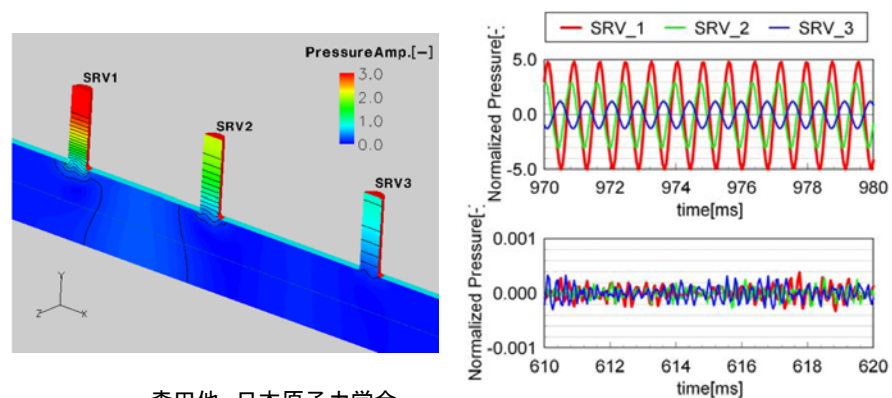 PressureAmp.[−]
3.0
2.0
1.0
0.0
SRV1
SRV2
SRV3
Y
Z X
SRV_1 SRV_2 SRV_3
Normalized Pressure[-]
5.0
0.0
-5.0
970 972 974 976 978 980
time[ms]
Normalized Pressure[-]
0.001
0.000
-0.001
610 612 614 616 618 620
time[ms]